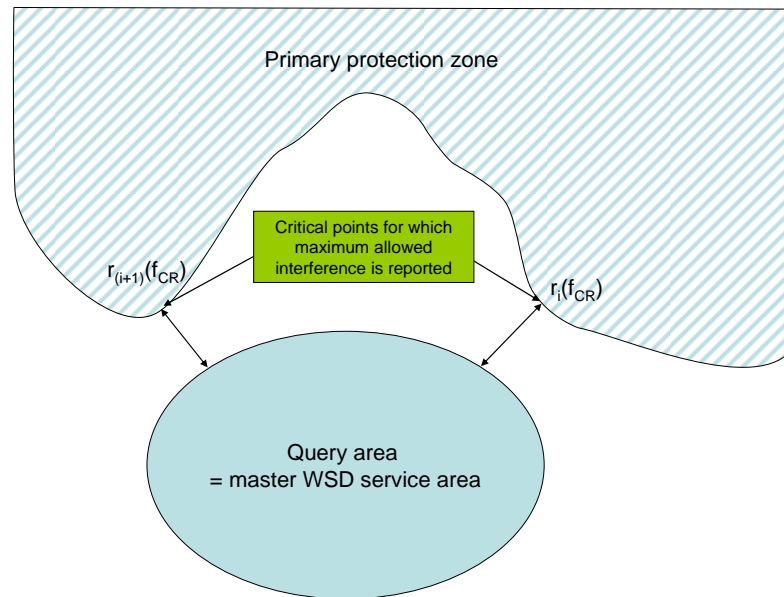 Primary protection zone
Critical points for which
maximum allowed
interference is reported
r(i+1)(fCR)
ri(fCR)
Query area
= master WSD service area